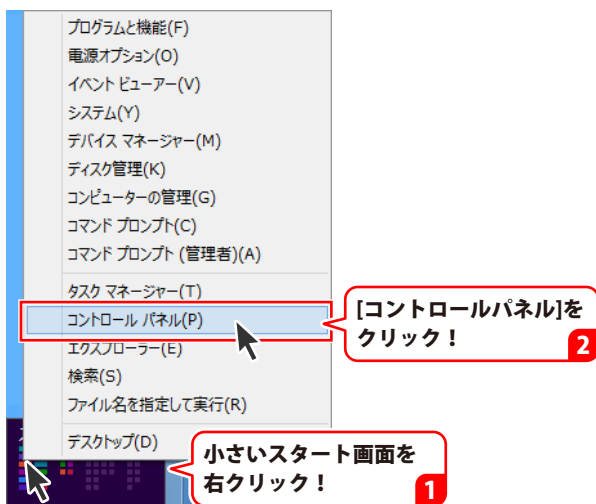 プログラムと機能(F)
電源オプション(O)
イベント ビューアー(V)
システム(Y)
デバイス マネージャー(M)
ディスク管理(K)
コンピューターの管理(G)
コマンド プロンプト(C)
コマンド プロンプト (管理者)(A)
タスク マネージャー(T)
コントロール パネル(P)
エクスプローラー(E)
検索(S)
ファイル名を指定して実行(R)
デスクトップ(D)
[コントロールパネル]を
クリック！
2
小さいスタート画面を
右クリック！
1